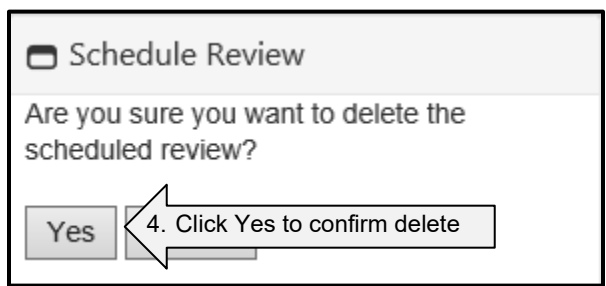 Schedule Review
Are you sure you want to delete the
scheduled review?
Yes
4. Click Yes to confirm delete